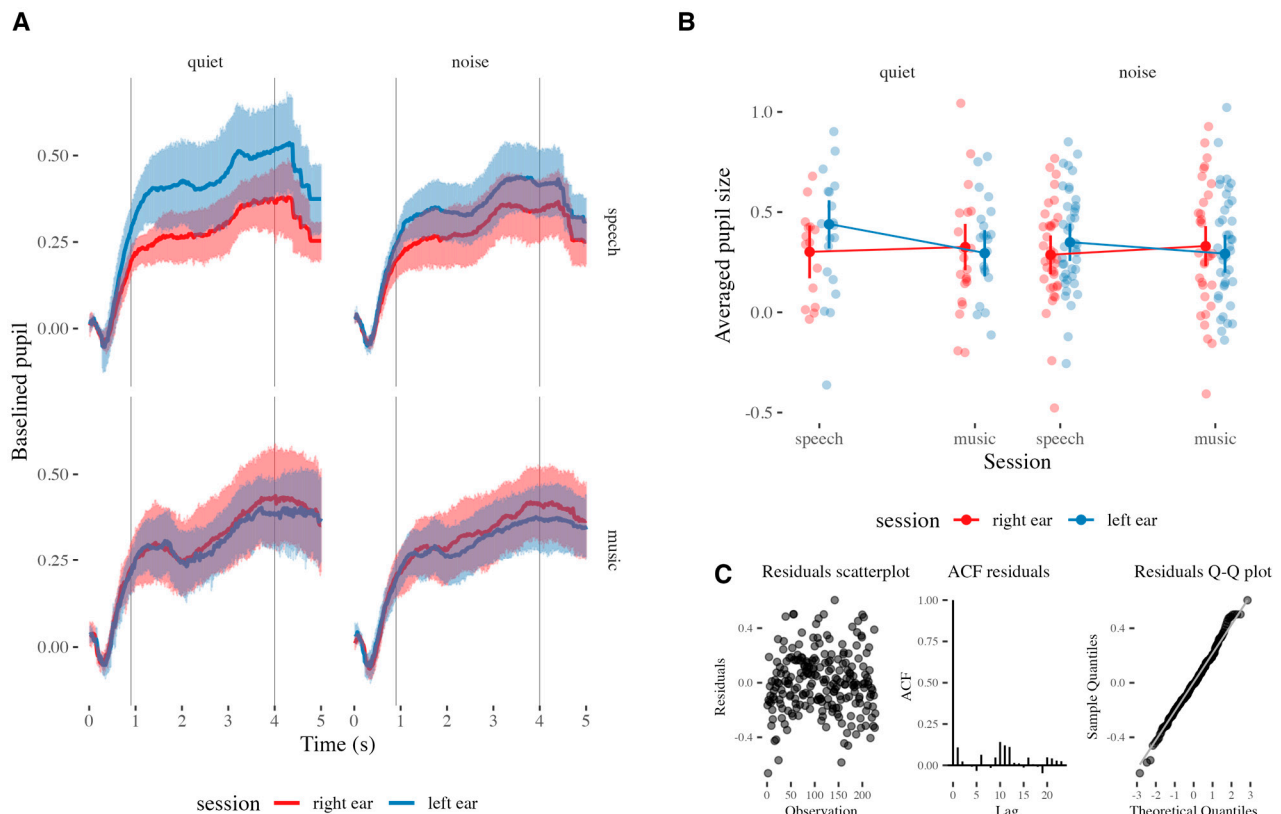 A
quiet noise
0.50
0.25
0.00
speech
Baselined pupil
0.50
0.25
0.00
music
0 1 2 3 4 5 0 1 2 3 4 5
Time (s)
session right ear left ear
B
quiet noise
1.0
0.5
0.0
-0.5
Averaged pupil size
speech music speech music
Session
session right ear left ear
C
Residuals scatterplot ACF residuals Residuals Q-Q plot
0.4
0.0
-0.4
Residuals
0 50 100 150 200
Observation
1.00
0.75
0.50
0.25
0.00
ACF
0 5 10 15 20
Lag
0.4
0.0
-0.4
Sample Quantiles
-3 -2 -1 0 1 2 3
Theoretical Quantiles